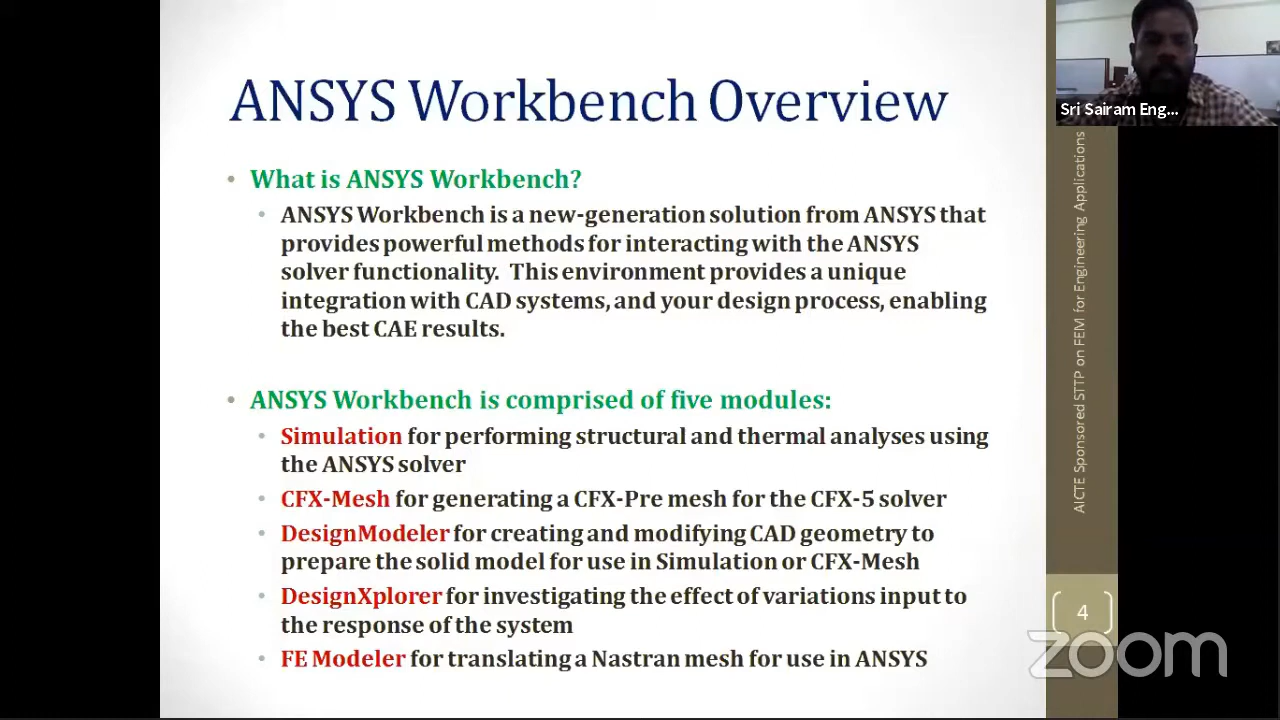 ANSYS Workbench Overview
Sri Sairam Eng...
• What is ANSYS Workbench?
• ANSYS Workbench is a new-generation solution from ANSYS that
provides powerful methods for interacting with the ANSYS
solver functionality.  This environment provides a unique
integration with CAD systems, and your design process, enabling
the best CAE results.
• ANSYS Workbench is comprised of five modules:
• Simulation for performing structural and thermal analyses using
the ANSYS solver
• CFX-Mesh for generating a CFX-Pre mesh for the CFX-5 solver
• DesignModeler for creating and modifying CAD geometry to
prepare the solid model for use in Simulation or CFX-Mesh
• DesignXplorer for investigating the effect of variations input to
the response of the system
• FE Modeler for translating a Nastran mesh for use in ANSYS
AICTE Sponsored STTP on FEM for Engineering Applications
4
zoom